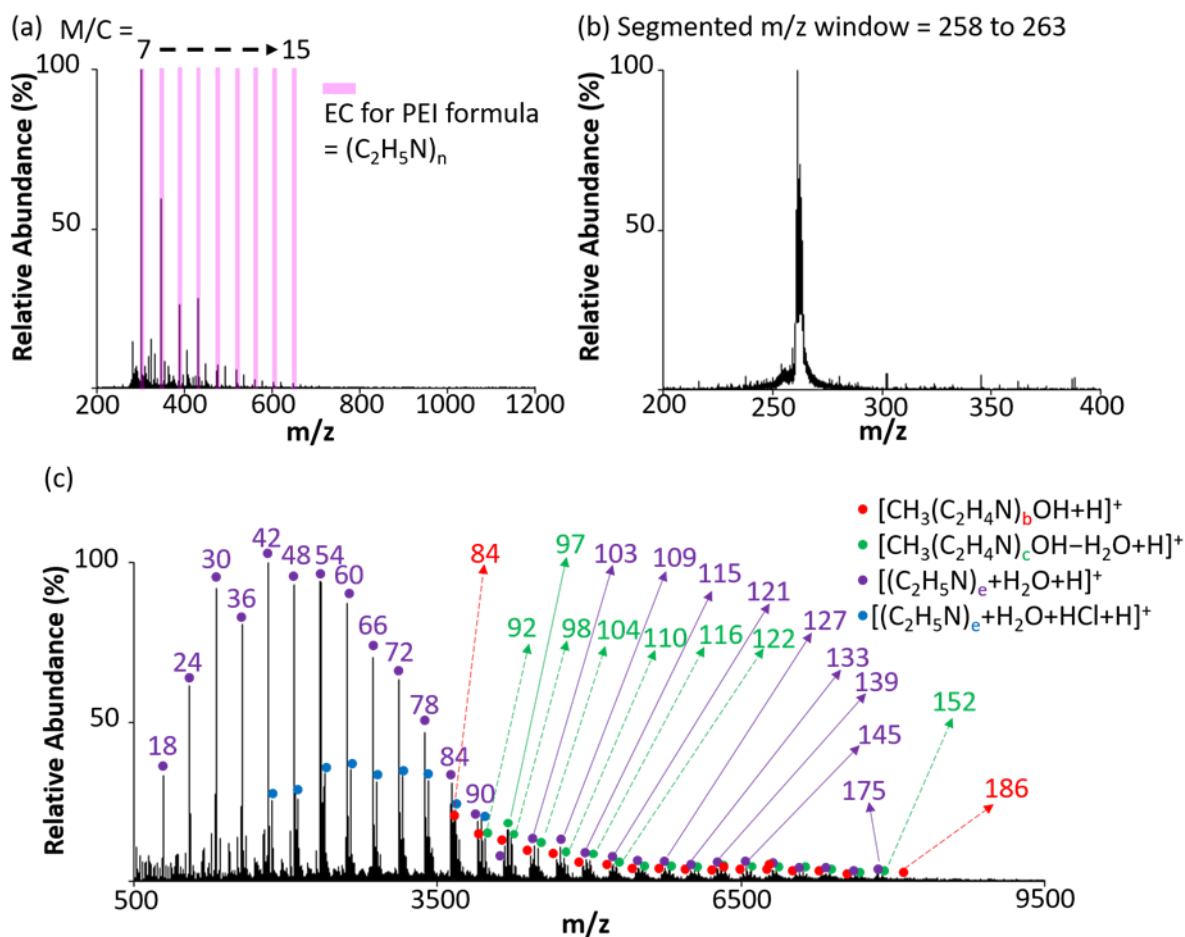 (a) M/C =
7 15
EC for PEI formula
= (C₂H₅N)ₙ
100
50
Relative Abundance (%)
200 400 600 800 1000 1200
m/z
(b) Segmented m/z window = 258 to 263
100
50
Relative Abundance (%)
200 250 300 350 400
m/z
(c)
[CH₃(C₂H₄N)bOH+H]⁺
[CH₃(C₂H₄N)cOH−H₂O+H]⁺
[(C₂H₅N)ₑ+H₂O+H]⁺
[(C₂H₅N)ₑ+H₂O+HCl+H]⁺
100
50
Relative Abundance (%)
18 24 30 36 42 48 54 60 66 72 78 84 90
84 97 103 109 115 121 127 133 139 145
92 98 104 110 116 122 152
175 186
500 3500 6500 9500
m/z